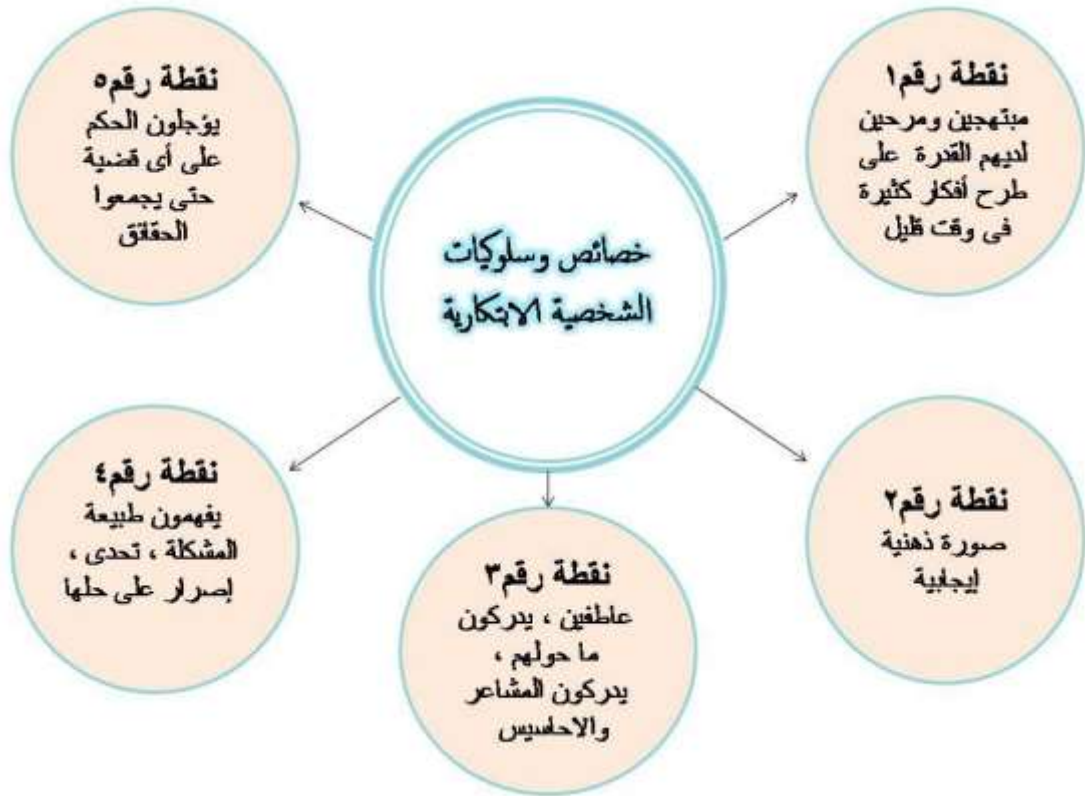 خصائص وسلوكيات
الشخصية الابتكارية
نقطة رقم١
مبتهجين ومرحين
لديهم القدرة على
طرح أفكار كثيرة
فى وقت قليل
نقطة رقم٢
صورة ذهنية
إيجابية
نقطة رقم٣
عاطفين ، يدركون
ما حولهم ،
يدركون المشاعر
والاحاسيس
نقطة رقم٤
يفهمون طبيعة
المشكلة ، تحدى ،
إصرار على حلها
نقطة رقم٥
يؤجلون الحكم
على أى قضية
حتى يجمعوا
الحقائق